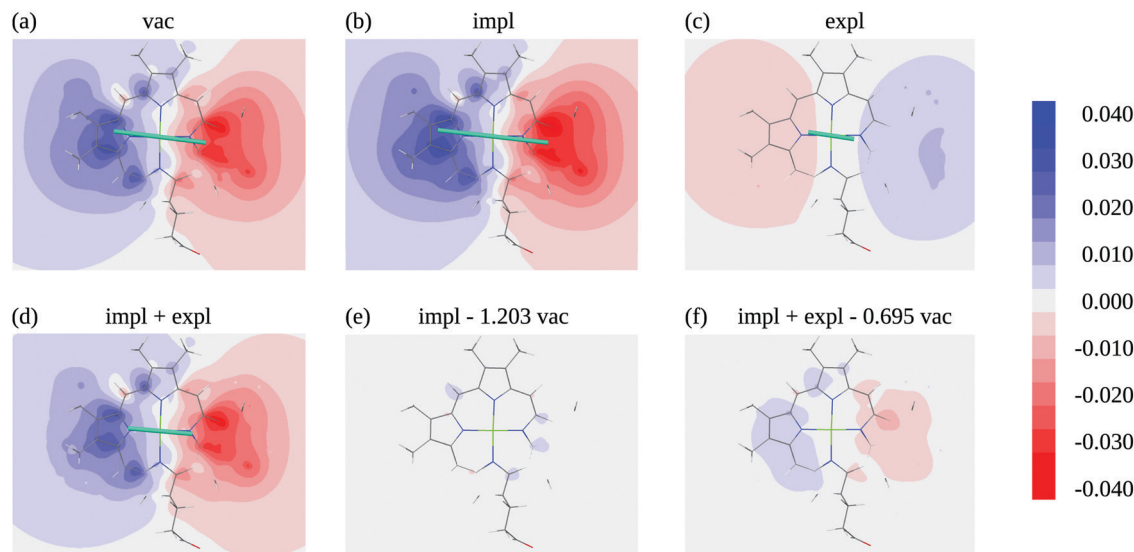 (a) vac
(b) impl
(c) expl
(d) impl + expl
(e) impl - 1.203 vac
(f) impl + expl - 0.695 vac
0.040
0.030
0.020
0.010
0.000
-0.010
-0.020
-0.030
-0.040